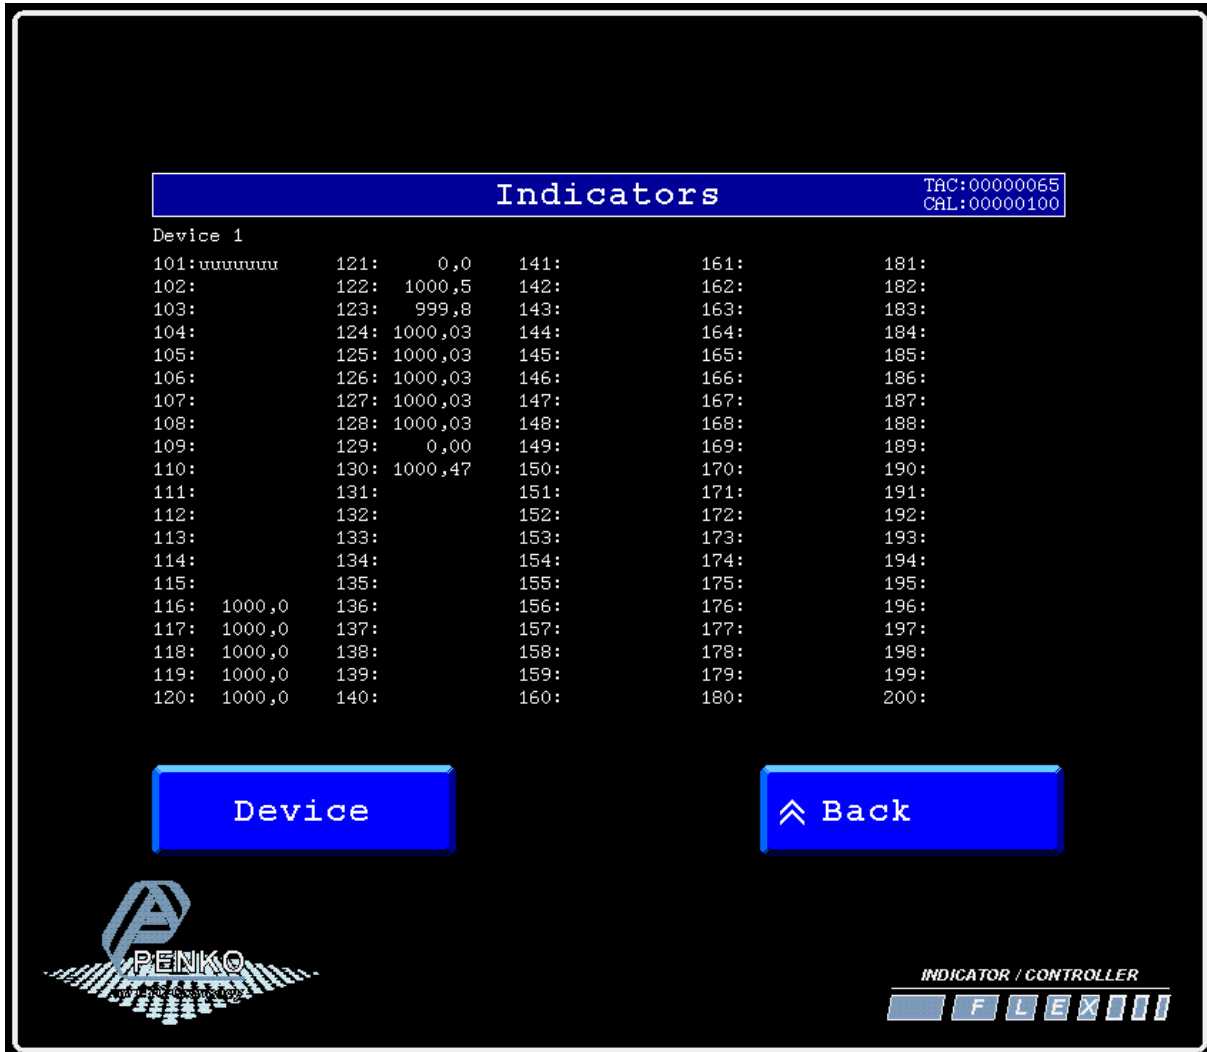 Indicators
TAC:00000065
CAL:00000100
Device 1
101:uuuuuuu 121: 0,0 141: 161: 181:
102: 122: 1000,5 142: 162: 182:
103: 123: 999,8 143: 163: 183:
104: 124: 1000,03 144: 164: 184:
105: 125: 1000,03 145: 165: 185:
106: 126: 1000,03 146: 166: 186:
107: 127: 1000,03 147: 167: 187:
108: 128: 1000,03 148: 168: 188:
109: 129: 0,00 149: 169: 189:
110: 130: 1000,47 150: 170: 190:
111: 131: 151: 171: 191:
112: 132: 152: 172: 192:
113: 133: 153: 173: 193:
114: 134: 154: 174: 194:
115: 135: 155: 175: 195:
116: 1000,0 136: 156: 176: 196:
117: 1000,0 137: 157: 177: 197:
118: 1000,0 138: 158: 178: 198:
119: 1000,0 139: 159: 179: 199:
120: 1000,0 140: 160: 180: 200:
Device
Back
PENKO
INDICATOR / CONTROLLER
FLEX